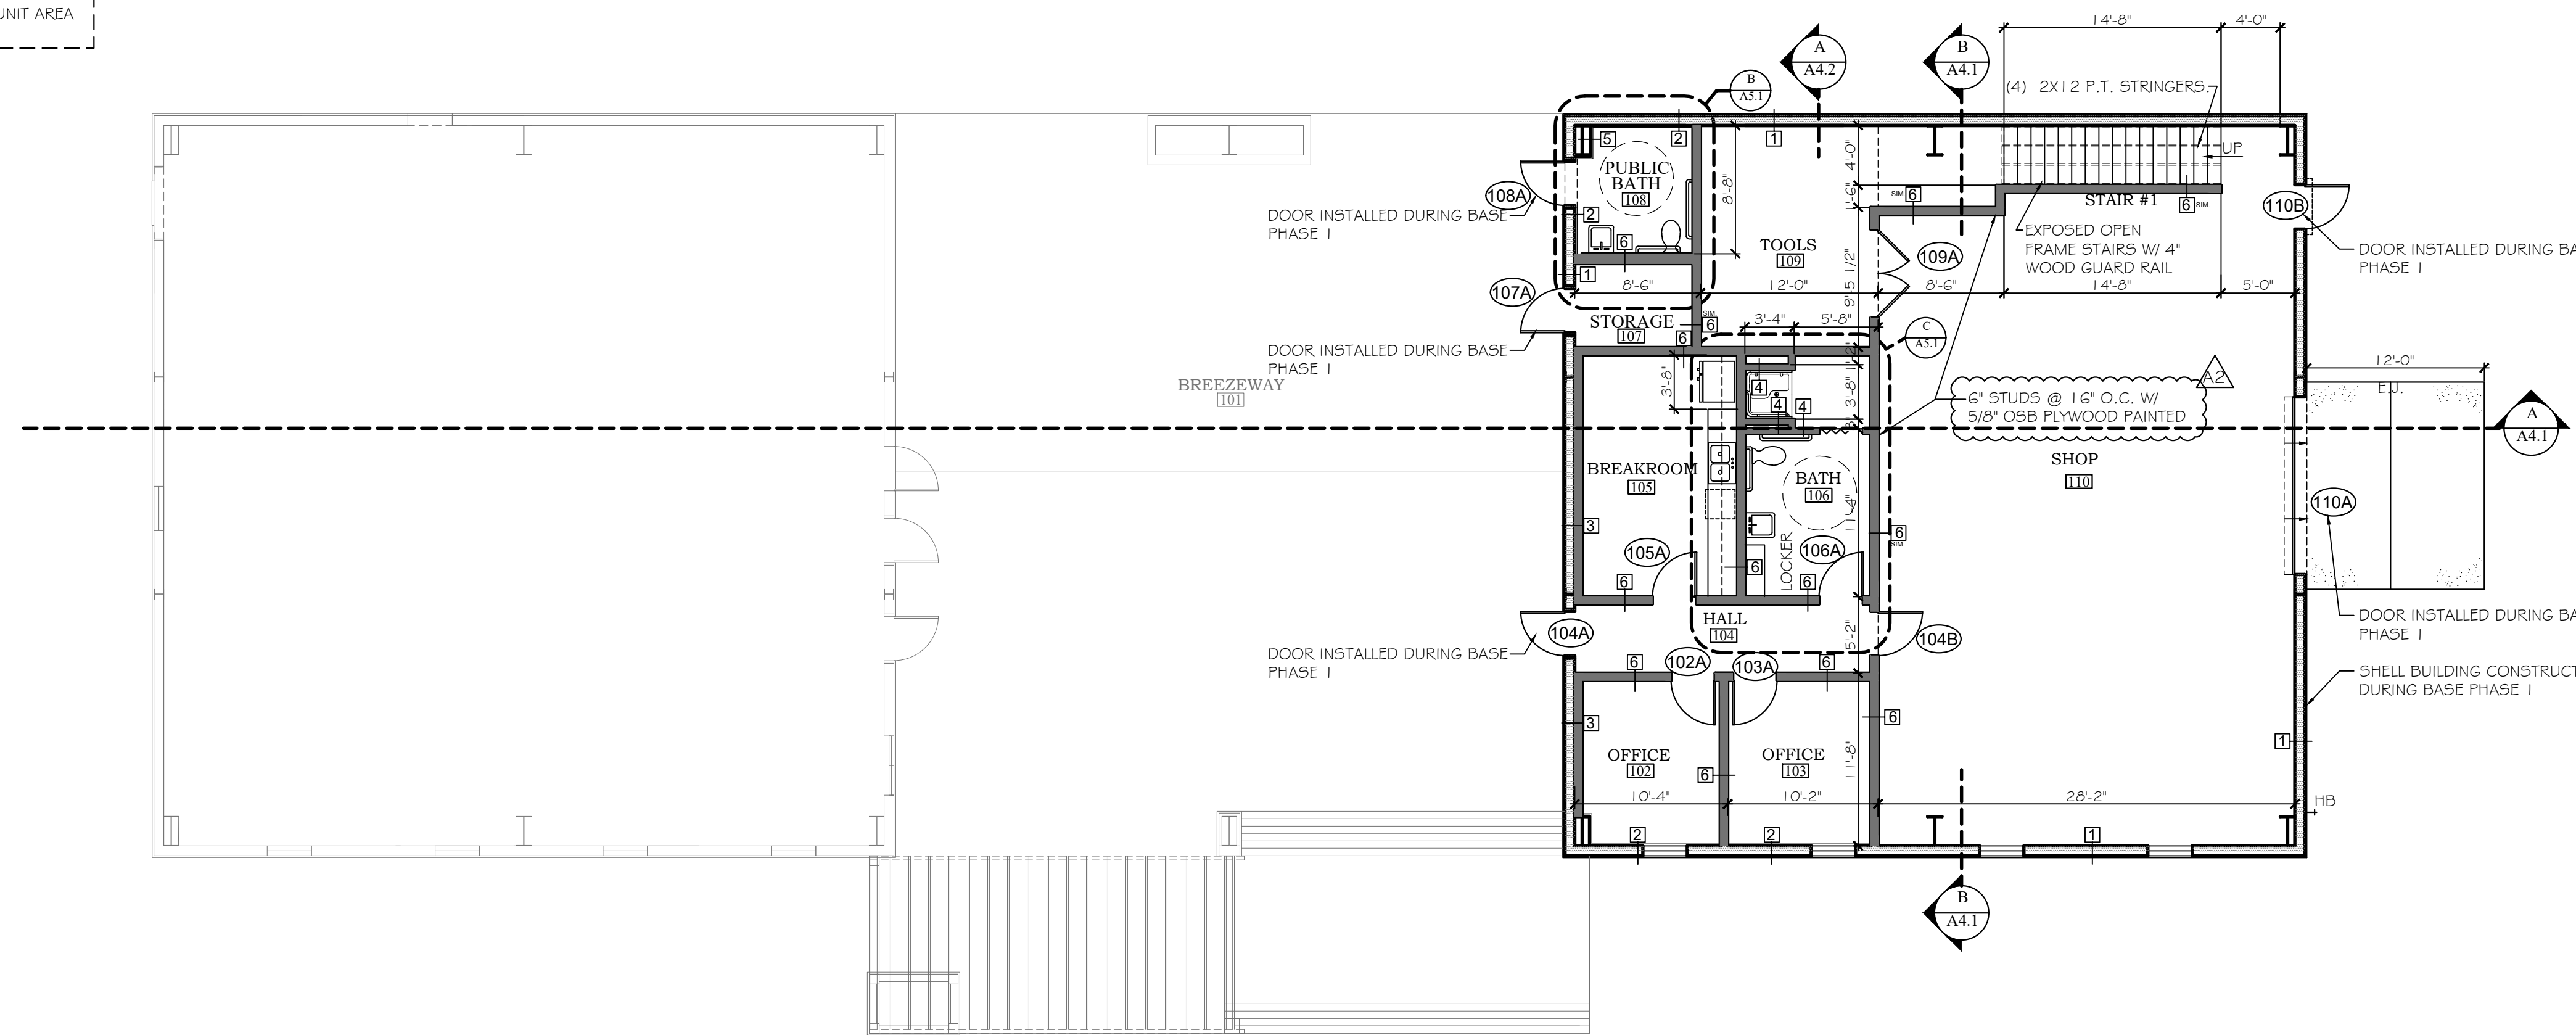 UNIT AREA
14'-8"
4'-0"
A
A4.2
B
A4.1
B
A5.1
(4) 2X12 P.T. STRINGERS
5
2
1
UP
4'-0"
PUBLIC
BATH
108
8'-8"
108A
DOOR INSTALLED DURING BASE
PHASE 1
2
6
1
1'-6"
SIM.
6
STAIR #1
6
SIM.
110B
DOOR INSTALLED DURING BA
PHASE 1
EXPOSED OPEN
FRAME STAIRS W/ 4"
WOOD GUARD RAIL
TOOLS
109
109A
9'-5 1/2"
107A
8'-6"
12'-0"
8'-6"
14'-8"
5'-0"
STORAGE
107
SIM.
6
6
3'-4"
5'-8"
C
A5.1
DOOR INSTALLED DURING BASE
PHASE 1
BREEZEWAY
101
3'-8"
4
4
4
3'-8"
A2
6" STUDS @ 16" O.C. W/
5/8" OSB PLYWOOD PAINTED
12'-0"
E.J.
A
A4.1
SHOP
110
BREAKROOM
105
BATH
106
11'-4"
110A
3
6
SIM.
105A
106A
LOCKER
6
6
6
HALL
104
104A
104B
5'-2"
DOOR INSTALLED DURING BASE
PHASE 1
DOOR INSTALLED DURING BA
PHASE 1
6
102A
103A
6
SHELL BUILDING CONSTRUCT
DURING BASE PHASE 1
3
6
1
OFFICE
102
6
OFFICE
103
11'-8"
10'-4"
10'-2"
28'-2"
HB
2
2
1
B
A4.1